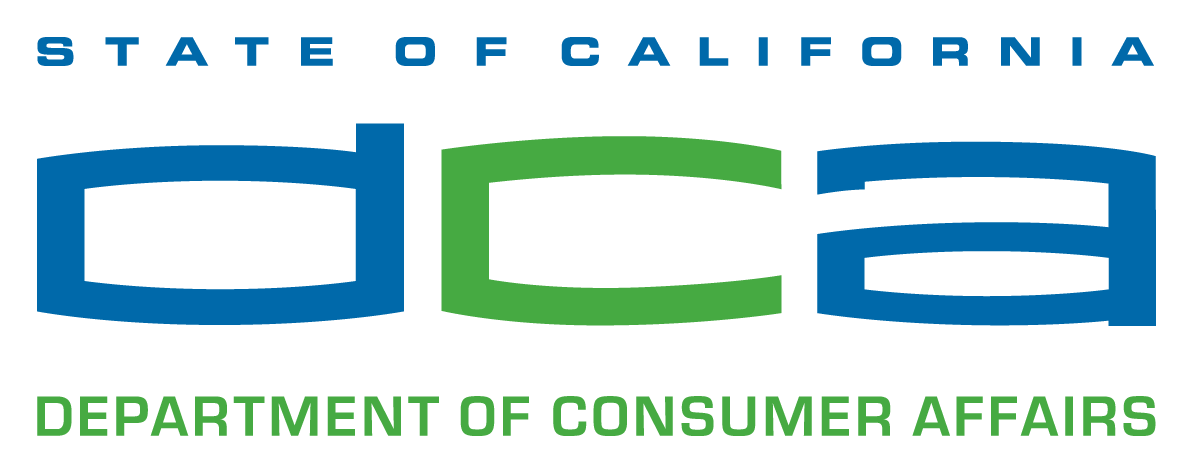 STATE OF CALIFORNIA
dca
DEPARTMENT OF CONSUMER AFFAIRS